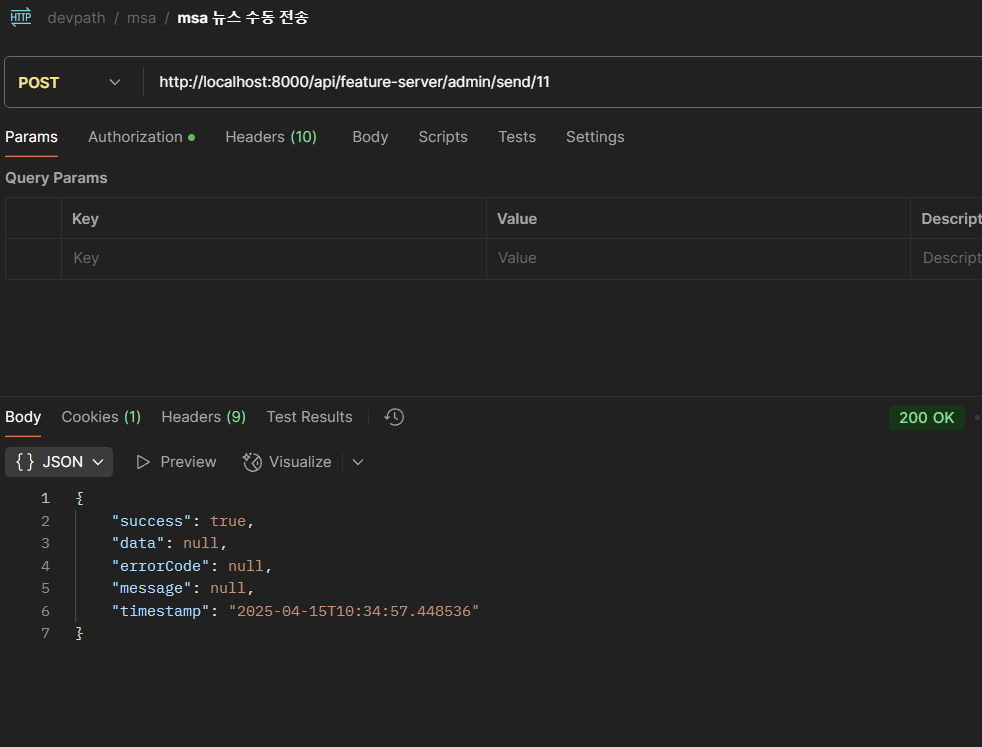 HTTP devpath / msa / msa 뉴스 수동 전송
POST http://localhost:8000/api/feature-server/admin/send/11
Params Authorization Headers (10) Body Scripts Tests Settings
Query Params
Key Value Descript
Key Value Descript
Body Cookies (1) Headers (9) Test Results 200 OK
{} JSON Preview Visualize
1 {
2 "success": true,
3 "data": null,
4 "errorCode": null,
5 "message": null,
6 "timestamp": "2025-04-15T10:34:57.448536"
7 }